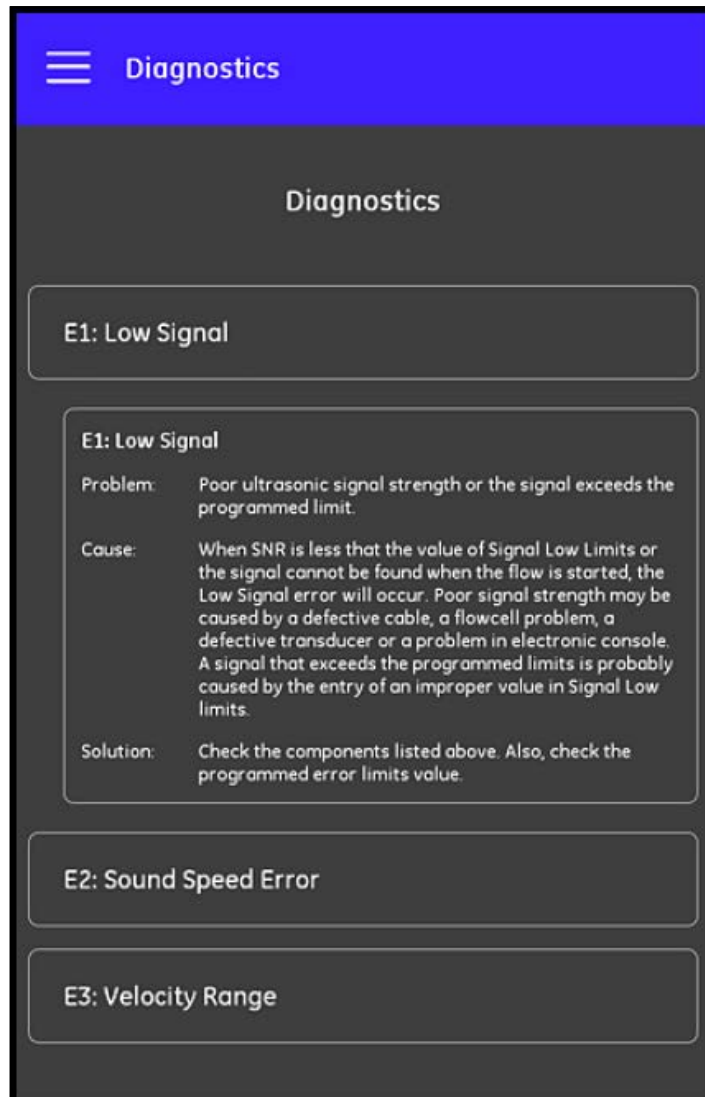 Diagnostics
Diagnostics
E1: Low Signal
E1: Low Signal
Problem: Poor ultrasonic signal strength or the signal exceeds the
programmed limit.
Cause: When SNR is less that the value of Signal Low Limits or
the signal cannot be found when the flow is started, the
Low Signal error will occur. Poor signal strength may be
caused by a defective cable, a flowcell problem, a
defective transducer or a problem in electronic console.
A signal that exceeds the programmed limits is probably
caused by the entry of an improper value in Signal Low
limits.
Solution: Check the components listed above. Also, check the
programmed error limits value.
E2: Sound Speed Error
E3: Velocity Range